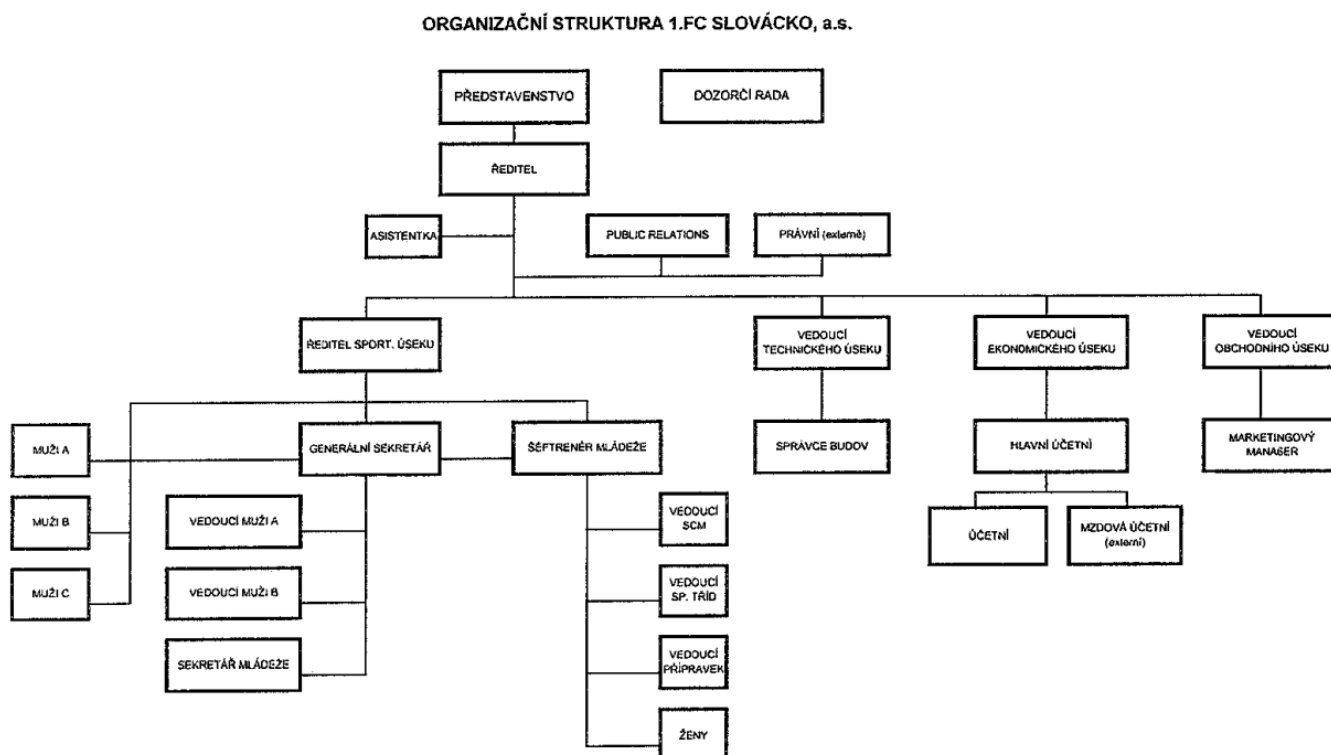 ORGANIZAČNÍ STRUKTURA 1.FC SLOVÁCKO, a.s.
PŘEDSTAVENSTVO
DOZORČÍ RADA
ŘEDITEL
ASISTENTKA
PUBLIC RELATIONS
PRÁVNÍ (externě)
ŘEDITEL SPORT. ÚSEKU
VEDOUCÍ
TECHNICKÉHO ÚSEKU
VEDOUCÍ
EKONOMICKÉHO ÚSEKU
VEDOUCÍ
OBCHODNÍHO ÚSEKU
MUŽI A
GENERÁLNÍ SEKRETÁŘ
ŠÉFTRENÉR MLÁDEŽE
SPRÁVCE BUDOV
HLAVNÍ ÚČETNÍ
MARKETINGOVÝ
MANAGER
MUŽI B
VEDOUCÍ MUŽI A
VEDOUCÍ
SCM
ÚČETNÍ
MZDOVÁ ÚČETNÍ
(externí)
MUŽI C
VEDOUCÍ MUŽI B
VEDOUCÍ
SP. TŘÍD
SEKRETÁŘ MLÁDEŽE
VEDOUCÍ
PŘÍPRAVEK
ŽENY